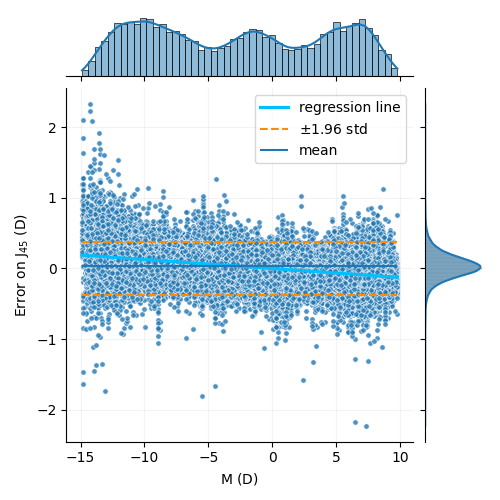 regression line
±1.96 std
mean
2
1
0
−1
−2
Error on J₄₅ (D)
−15 −10 −5 0 5 10
M (D)